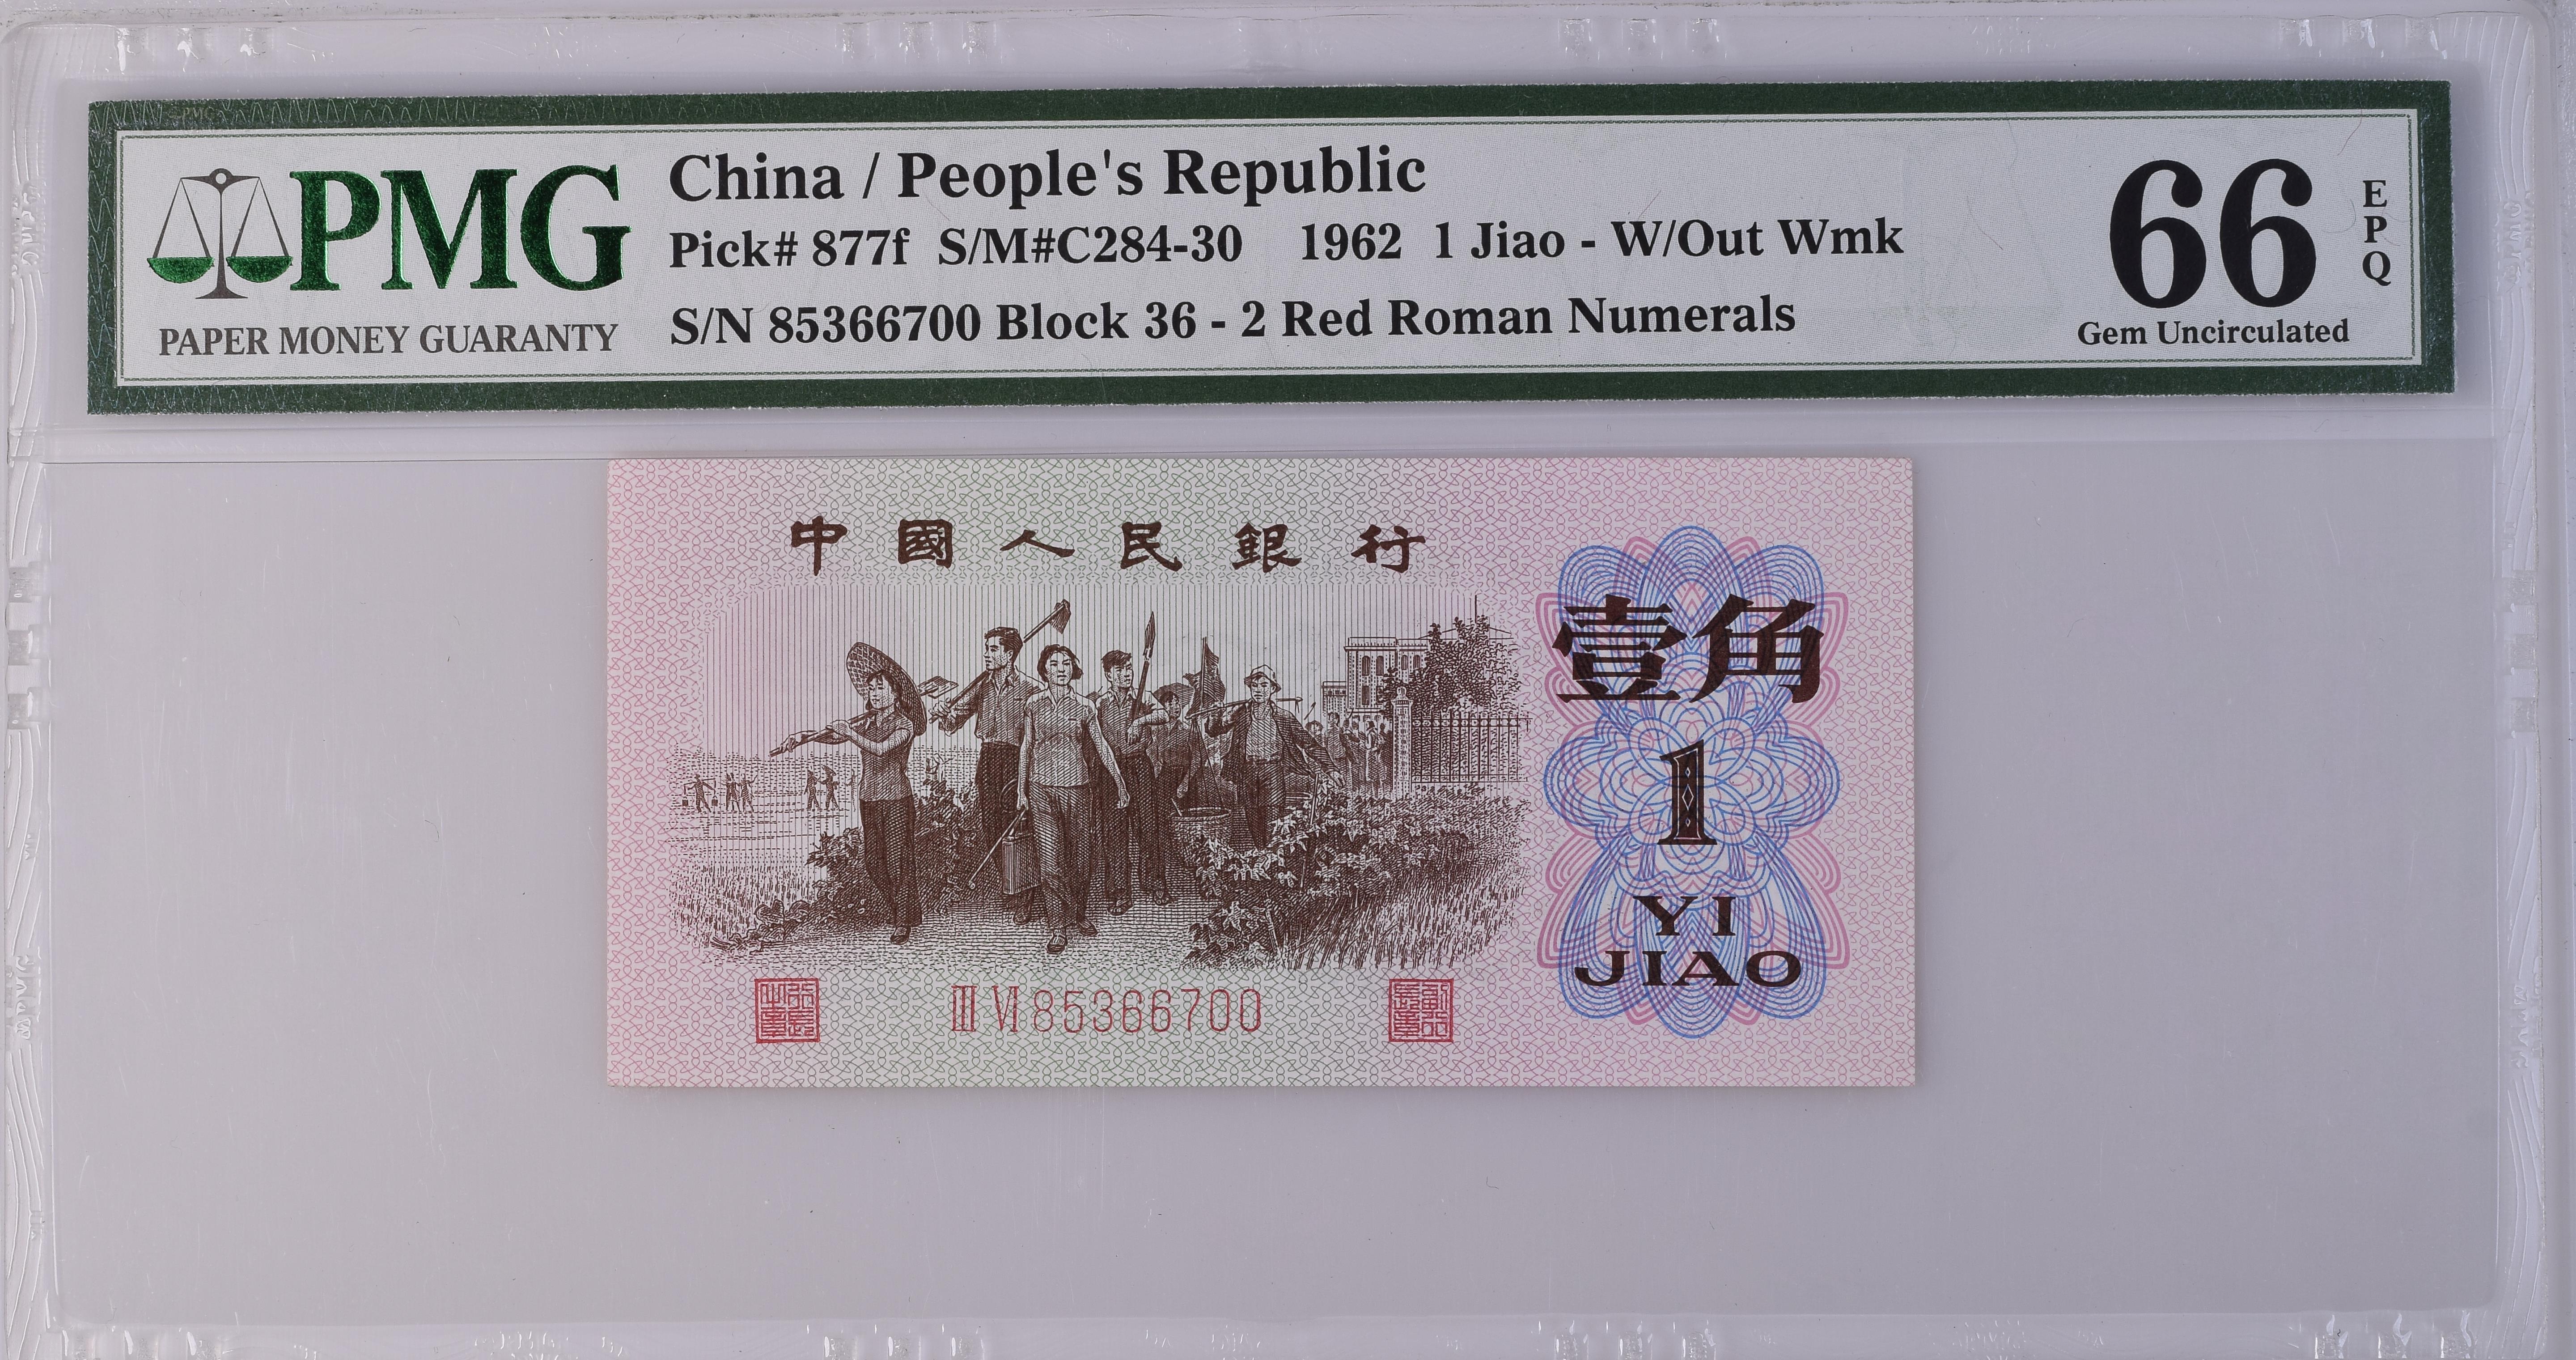 PMG
PAPER MONEY GUARANTY
China / People's Republic
Pick# 877f S/M#C284-30 1962 1 Jiao - W/Out Wmk
S/N 85366700 Block 36 - 2 Red Roman Numerals
66
EPQ
Gem Uncirculated
中國人民銀行
壹角
1
YI
JIAO
III VI 85366700